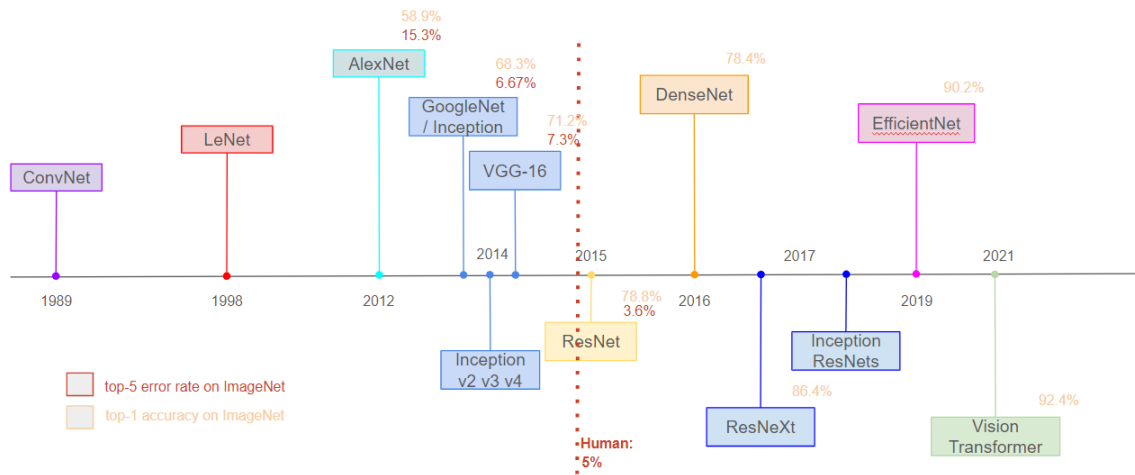 58.9%
15.3%
AlexNet
68.3%
6.67%
GoogleNet
/ Inception
71.2%
7.3%
VGG-16
78.4%
DenseNet
90.2%
EfficientNet
LeNet
ConvNet
2014
2015
2017
2021
1989
1998
2012
2016
2019
78.8%
3.6%
ResNet
Inception
v2 v3 v4
Inception
ResNets
86.4%
ResNeXt
92.4%
Vision
Transformer
top-5 error rate on ImageNet
top-1 accuracy on ImageNet
Human:
5%